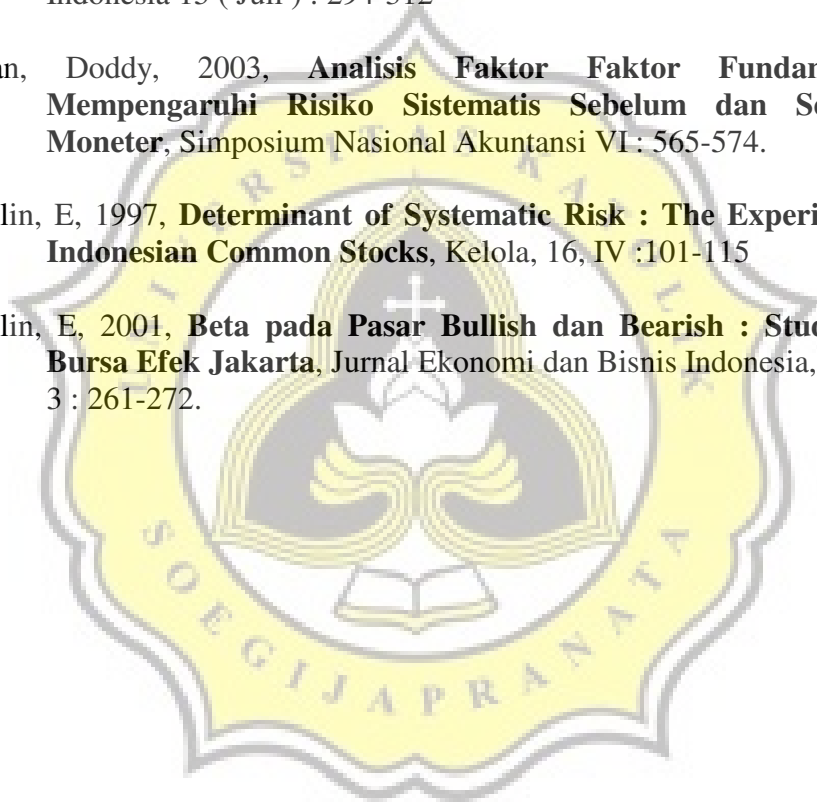 Indonesia 15 ( Juli ) : 294-312
an, Doddy, 2003, Analisis Faktor Faktor Fundar
Mempengaruhi Risiko Sistematis Sebelum dan Se
Moneter, Simposium Nasional Akuntansi VI : 565-574.
lin, E, 1997, Determinant of Systematic Risk : The Experi
Indonesian Common Stocks, Kelola, 16, IV :101-115
lin, E, 2001, Beta pada Pasar Bullish dan Bearish : Stud
Bursa Efek Jakarta, Jurnal Ekonomi dan Bisnis Indonesia,
3 : 261-272.
UNIVERSITAS KATOLIK
SOEGIJAPRANATA